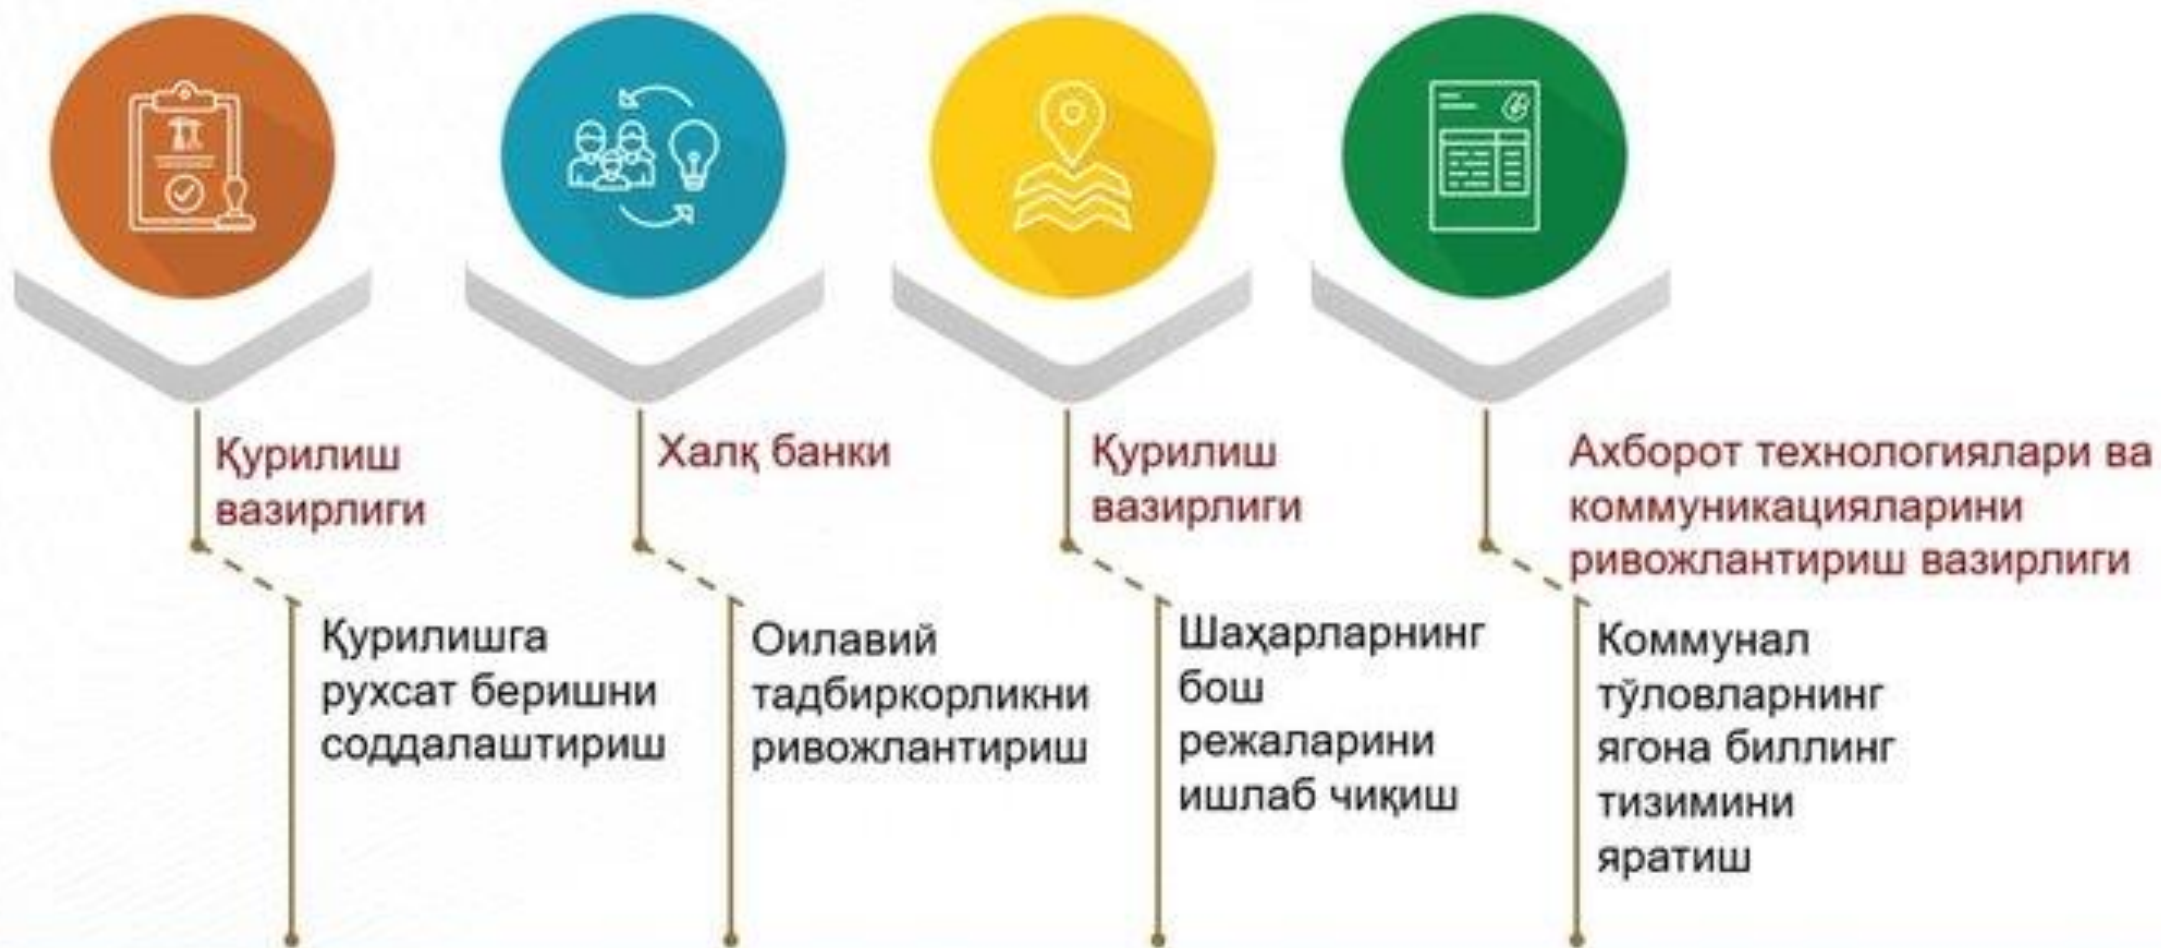 Қурилиш
вазирлиги
Қурилишга
рухсат беришни
соддалаштириш
Халқ банки
Оилавий
тадбиркорликни
ривожлантириш
Қурилиш
вазирлиги
Шаҳарларнинг
бош
режаларини
ишлаб чиқиш
Ахборот технологиялари ва
коммуникацияларини
ривожлантириш вазирлиги
Коммунал
тўловларнинг
ягона биллинг
тизимини
яратиш